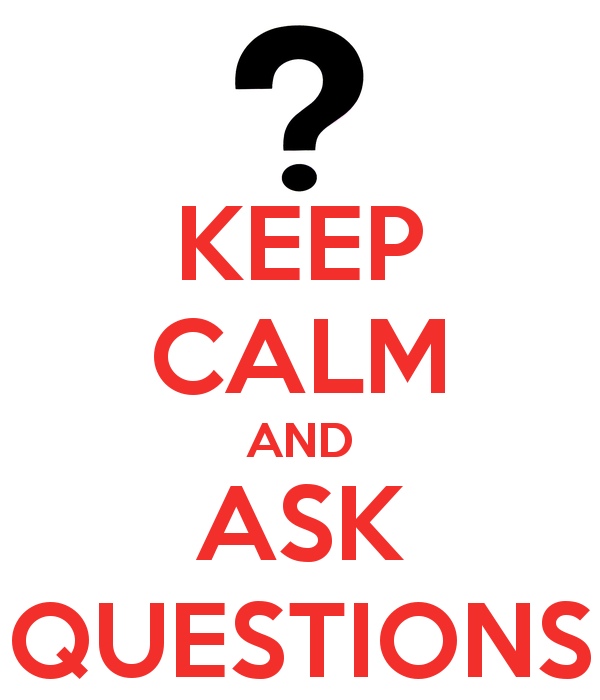 ?
KEEP
CALM
AND
ASK
QUESTIONS